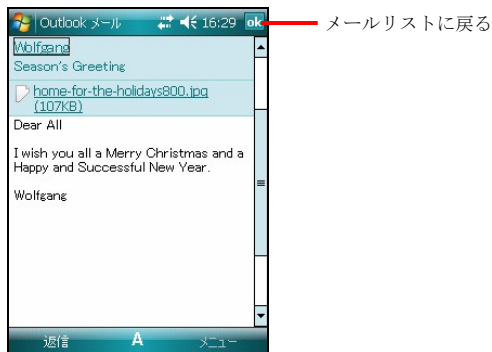 Outlook メール 16:29 ok
メールリストに戻る
Wolfgang
Season's Greeting
home-for-the-holidays800.jpg
(107KB)
Dear All
I wish you all a Merry Christmas and a
Happy and Successful New Year.
Wolfgang
返信 A メニュー